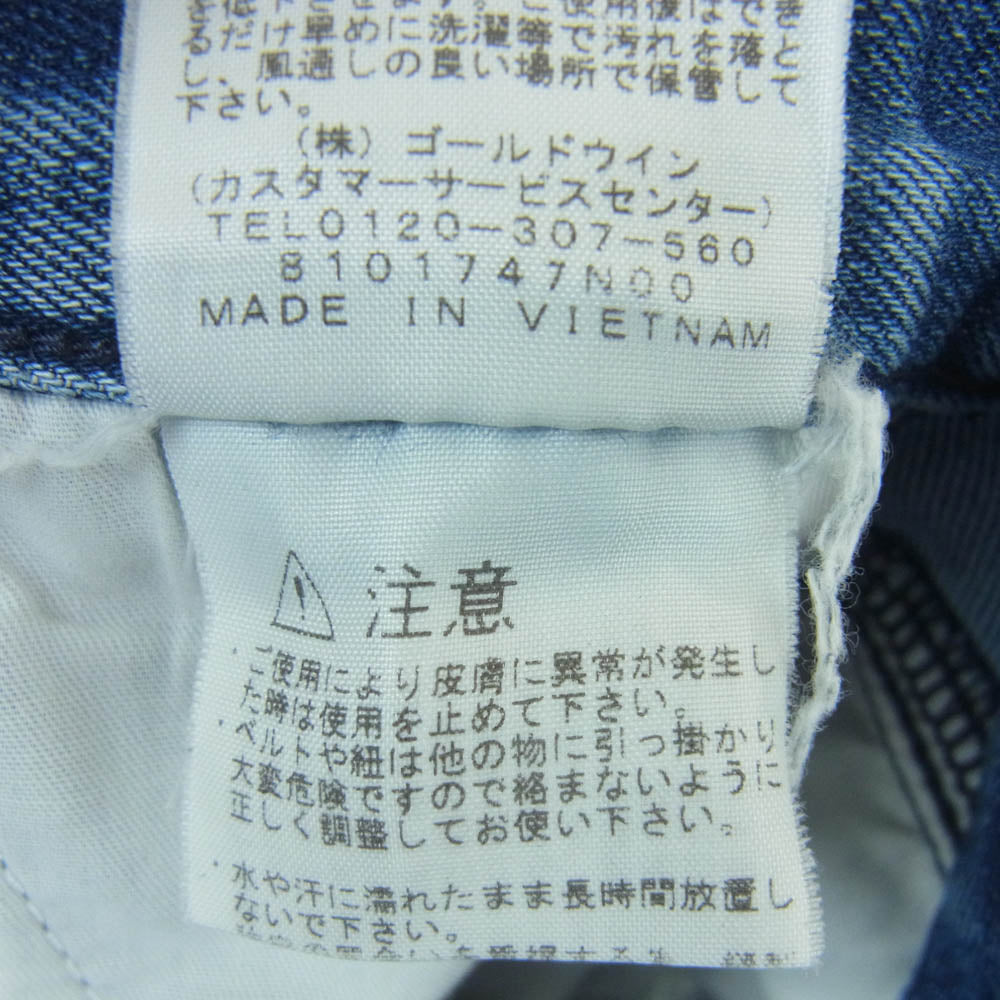 使用後はでき
るだけ単めに洗濯等で汚れを落とし
、風通しの良い場所で保管して
下さい。
(株) ゴールドウイン
(カスタマーサービスセンター)
TEL0120-307-560
8101747N00
MADE IN VIETNAM
注意
・ご使用により皮膚に異常が発生し
た時は使用を止めて下さい。
・ベルトや紐は他の物に引っ掛かり
大変危険ですので絡まないように
正しく調整してお使い下さい。
・水や汗に濡れたまま長時間放置し
ないで下さい。